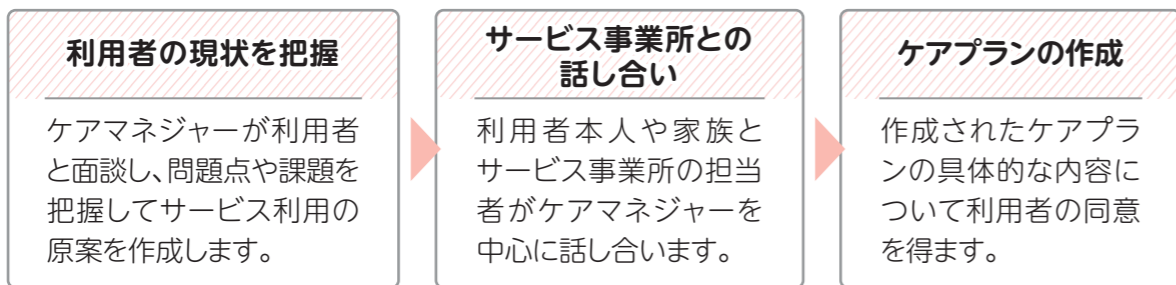 利用者の現状を把握
ケアマネジャーが利用者
と面談し、問題点や課題を
把握してサービス利用の
原案を作成します。
サービス事業所との
話し合い
利用者本人や家族と
サービス事業所の担当
者がケアマネジャーを
中心に話し合います。
ケアプランの作成
作成されたケアプラ
ンの具体的な内容に
ついて利用者の同意
を得ます。